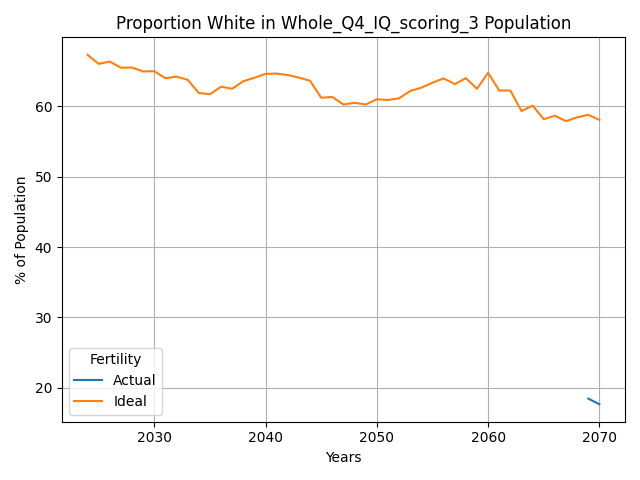 Proportion White in Whole_Q4_IQ_scoring_3 Population
% of Population
60
50
40
30
20
Fertility
Actual
Ideal
2030 2040 2050 2060 2070
Years